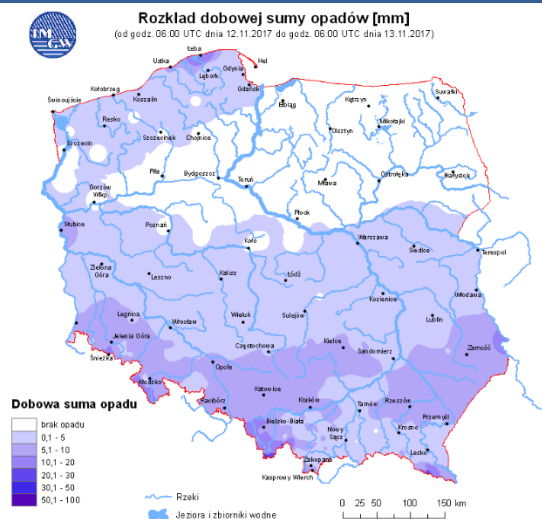 IM
GW
Rozkład dobowej sumy opadów [mm]
(od godz. 06:00 UTC dnia 12.11.2017 do godz. 06:00 UTC dnia 13.11.2017)
Łeba
Ustka
Lębork
Gdynia
Hel
Gdańsk
Kołobrzeg
Koszalin
Elbląg
Kętrzyn
Suwałki
Świnoujście
Resko
Szczecinek
Chojnice
Olsztyn
Mikołajki
Szczecin
Piła
Bydgoszcz
Toruń
Mława
Ostrołęka
Białystok
Gorzów
Wlkp.
Płock
Słubice
Poznań
Koło
Warszawa
Siedlce
Terespol
Zielona
Góra
Leszno
Kalisz
Łódź
Kozienice
Włodawa
Legnica
Wrocław
Wieluń
Sulejów
Lublin
Jelenia Góra
Śnieżka
Częstochowa
Kielce
Sandomierz
Zamość
Kłodzko
Opole
Katowice
Racibórz
Kraków
Tarnów
Rzeszów
Przemyśl
Bielsko-Biała
Nowy
Sącz
Krosno
Lesko
Zakopane
Kasprowy Wierch
Dobowa suma opadu
brak opadu
0,1 - 5
5,1 - 10
10,1 - 20
20,1 - 30
30,1 - 50
50,1 - 100
Rzeki
Jeziora i zbiorniki wodne
0 25 50 100 150 km